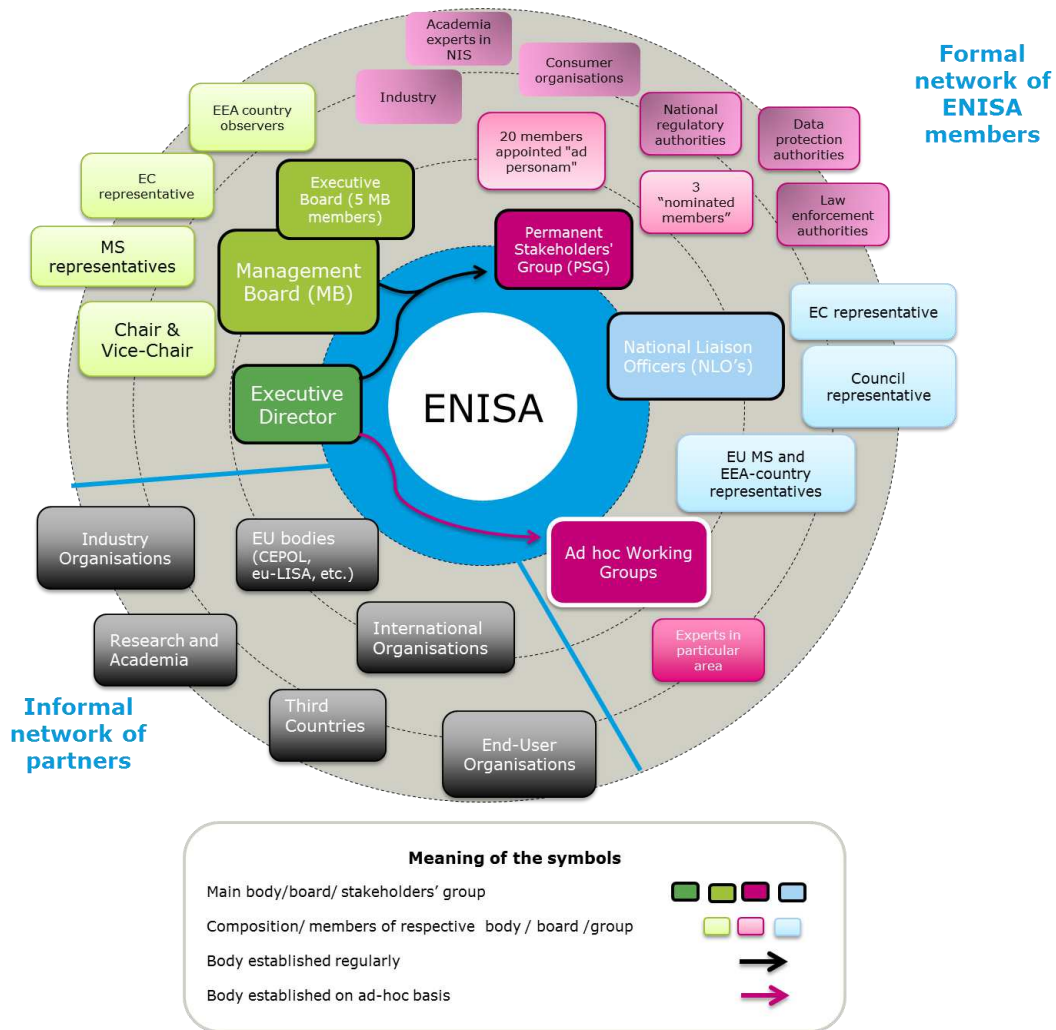 Academia
experts in
NIS
Consumer
organisations
Industry
Formal
network of
ENISA
members
EEA country
observers
20 members
appointed "ad
personam"
National
regulatory
authorities
Data
protection
authorities
EC
representative
Executive
Board (5 MB
members)
3
“nominated
members”
Law
enforcement
authorities
MS
representatives
Management
Board (MB)
Permanent
Stakeholders'
Group (PSG)
Chair &
Vice-Chair
EC representative
National Liaison
Officers (NLO’s)
Executive
Director
ENISA
Council
representative
EU MS and
EEA-country
representatives
Industry
Organisations
EU bodies
(CEPOL,
eu-LISA, etc.)
Ad hoc Working
Groups
Research and
Academia
International
Organisations
Experts in
particular
area
Informal
network of
partners
Third
Countries
End-User
Organisations
Meaning of the symbols
Main body/board/ stakeholders’ group
Composition/ members of respective body / board /group
Body established regularly
Body established on ad-hoc basis